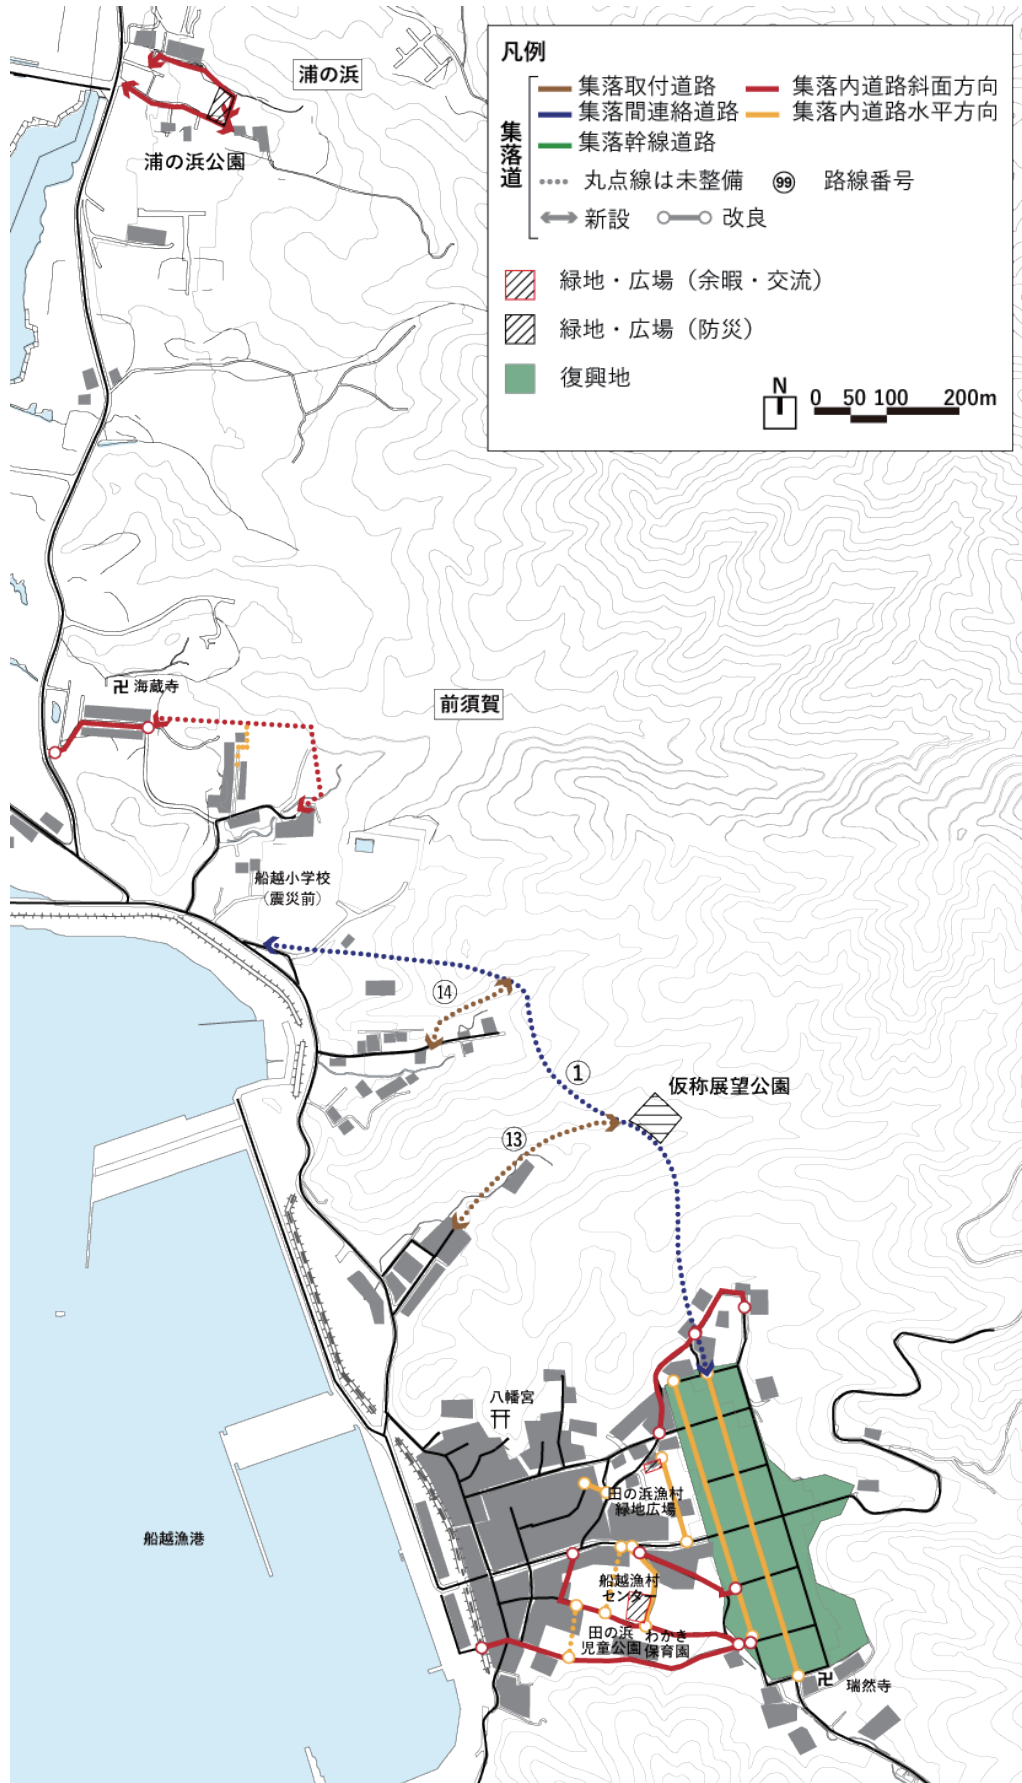 凡例
集落道
集落取付道路
集落内道路斜面方向
集落間連絡道路
集落内道路水平方向
集落幹線道路
丸点線は未整備
99
路線番号
新設
改良
緑地・広場（余暇・交流）
緑地・広場（防災）
復興地
N
0 50 100 200m
浦の浜
浦の浜公園
卍 海蔵寺
前須賀
船越小学校
（震災前）
⑭
①
仮称展望公園
⑬
八幡宮
田の浜漁村
緑地広場
船越漁港
船越漁村
センター
田の浜
児童公園
わかき
保育園
卍 瑞然寺